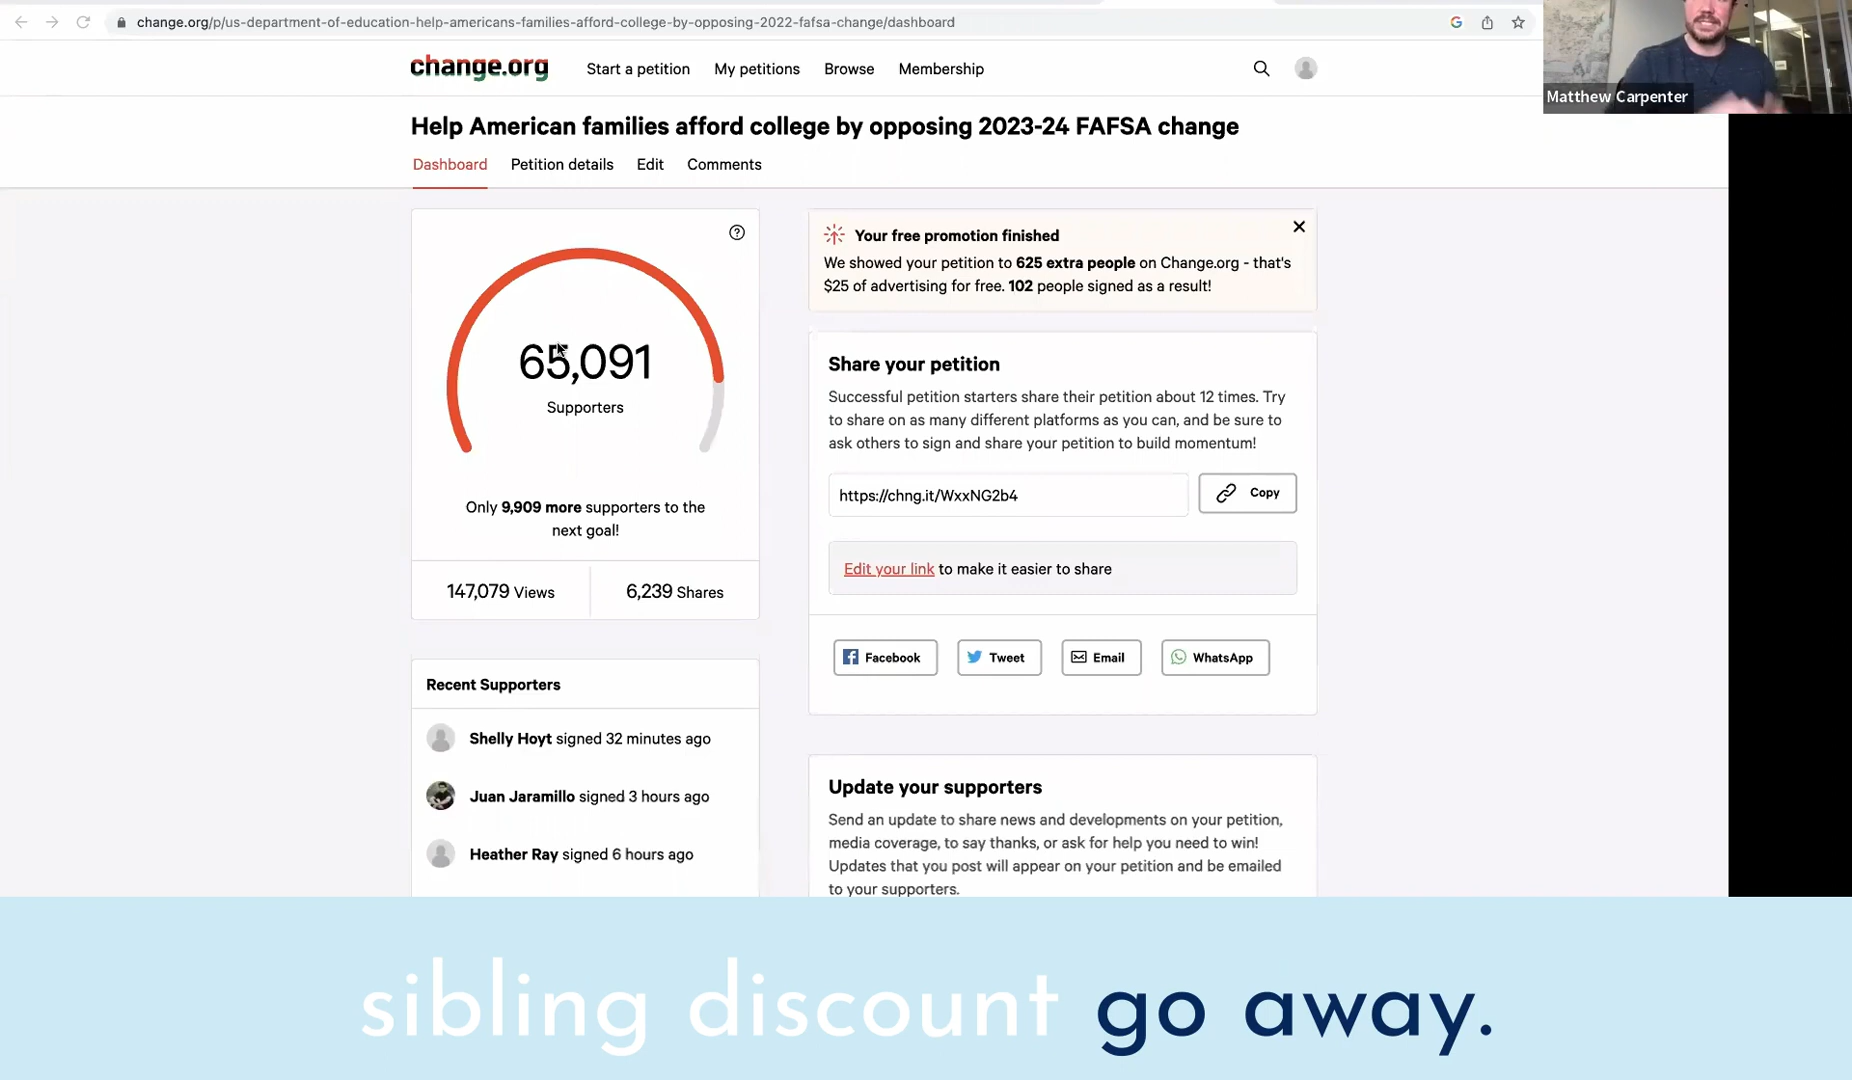 change.org/p/us-department-of-education-help-americans-families-afford-college-by-opposing-2022-fafsa-change/dashboard
change.org
Start a petition
My petitions
Browse
Membership
Matthew Carpenter
Help American families afford college by opposing 2023-24 FAFSA change
Dashboard
Petition details
Edit
Comments
65,091
Supporters
Only 9,909 more supporters to the
next goal!
147,079 Views
6,239 Shares
Recent Supporters
Shelly Hoyt signed 32 minutes ago
Juan Jaramillo signed 3 hours ago
Heather Ray signed 6 hours ago
Your free promotion finished
We showed your petition to 625 extra people on Change.org - that's
$25 of advertising for free. 102 people signed as a result!
Share your petition
Successful petition starters share their petition about 12 times. Try
to share on as many different platforms as you can, and be sure to
ask others to sign and share your petition to build momentum!
https://chng.it/WxxNG2b4
Copy
Edit your link to make it easier to share
Facebook
Tweet
Email
WhatsApp
Update your supporters
Send an update to share news and developments on your petition,
media coverage, to say thanks, or ask for help you need to win!
Updates that you post will appear on your petition and be emailed
to your supporters.
sibling discount go away.